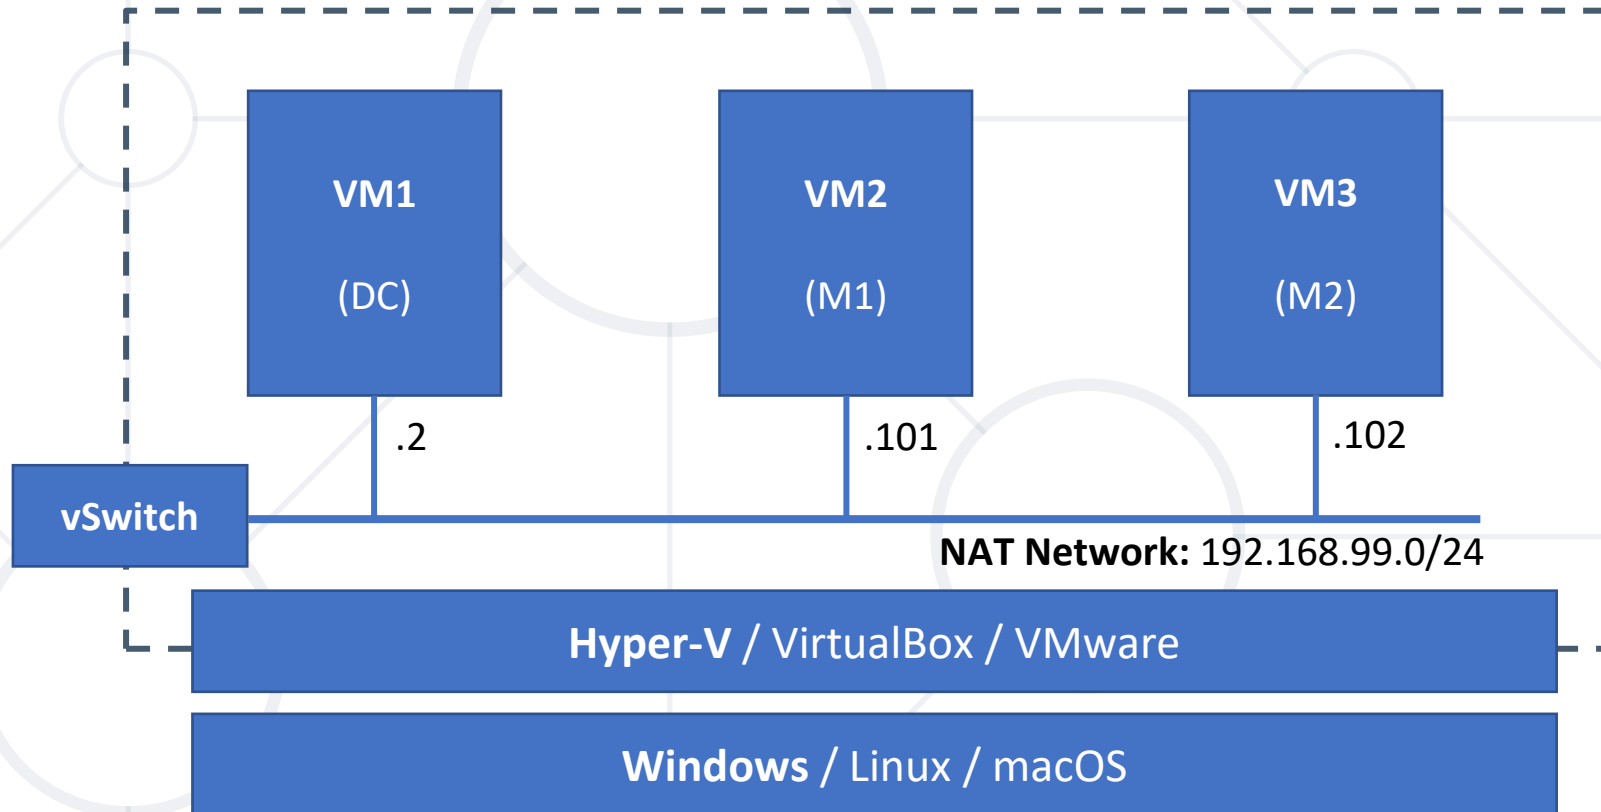 VM1
(DC)
VM2
(M1)
VM3
(M2)
.2
.101
.102
vSwitch
NAT Network: 192.168.99.0/24
Hyper-V / VirtualBox / VMware
Windows / Linux / macOS